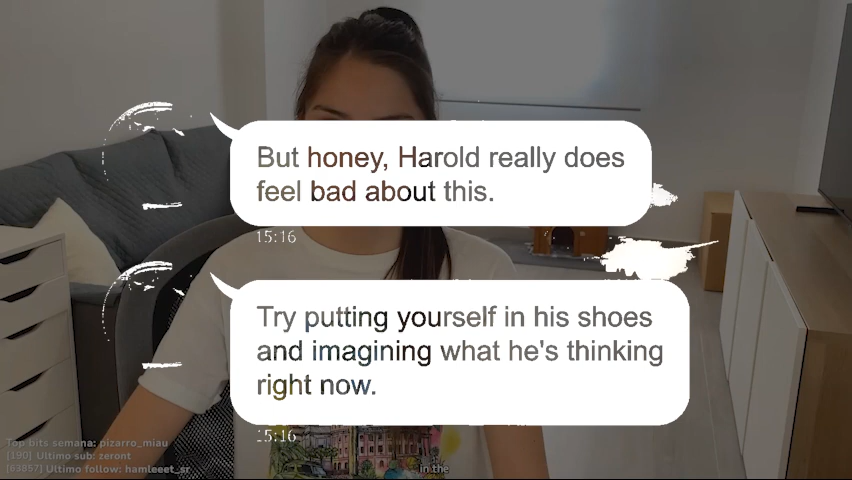 But honey, Harold really does
feel bad about this.
15:16
Try putting yourself in his shoes
and imagining what he's thinking
right now.
15:16
Top bits semana: pizarro_miau
[190] Ultimo sub: zeront
[63857] Ultimo follow: hamleeet_sr
in the